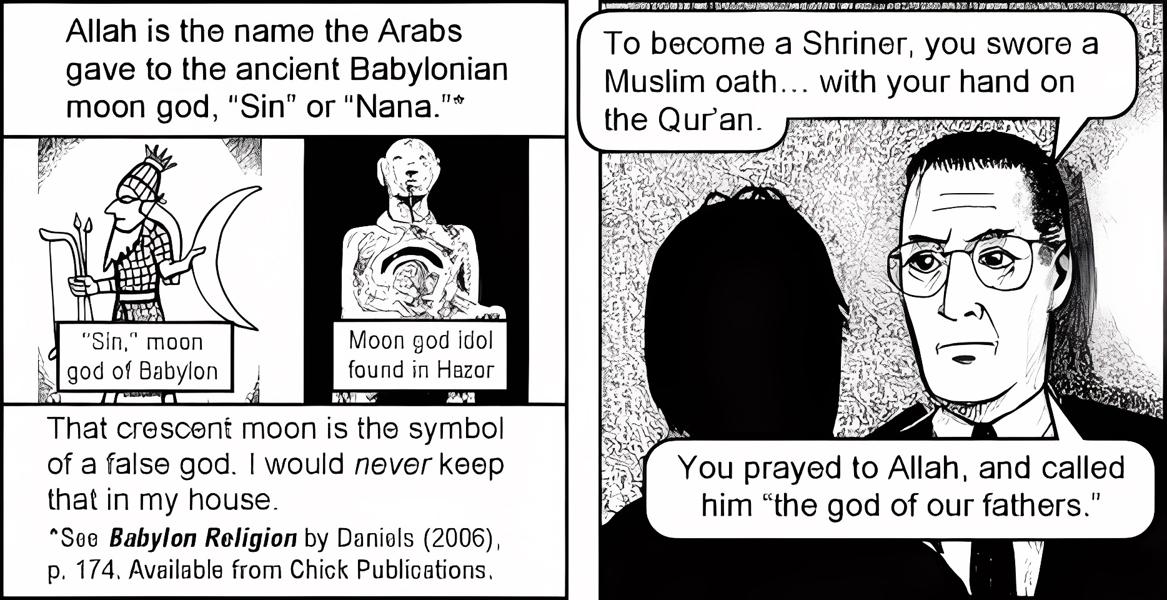 Allah is the name the Arabs
gave to the ancient Babylonian
moon god, “Sin” or “Nana.”*
“Sin,” moon
god of Babylon
Moon god idol
found in Hazor
That crescent moon is the symbol
of a false god. I would never keep
that in my house.
*See Babylon Religion by Daniels (2006),
p. 174. Available from Chick Publications.
To become a Shriner, you swore a
Muslim oath... with your hand on
the Qur’an.
You prayed to Allah, and called
him “the god of our fathers.”